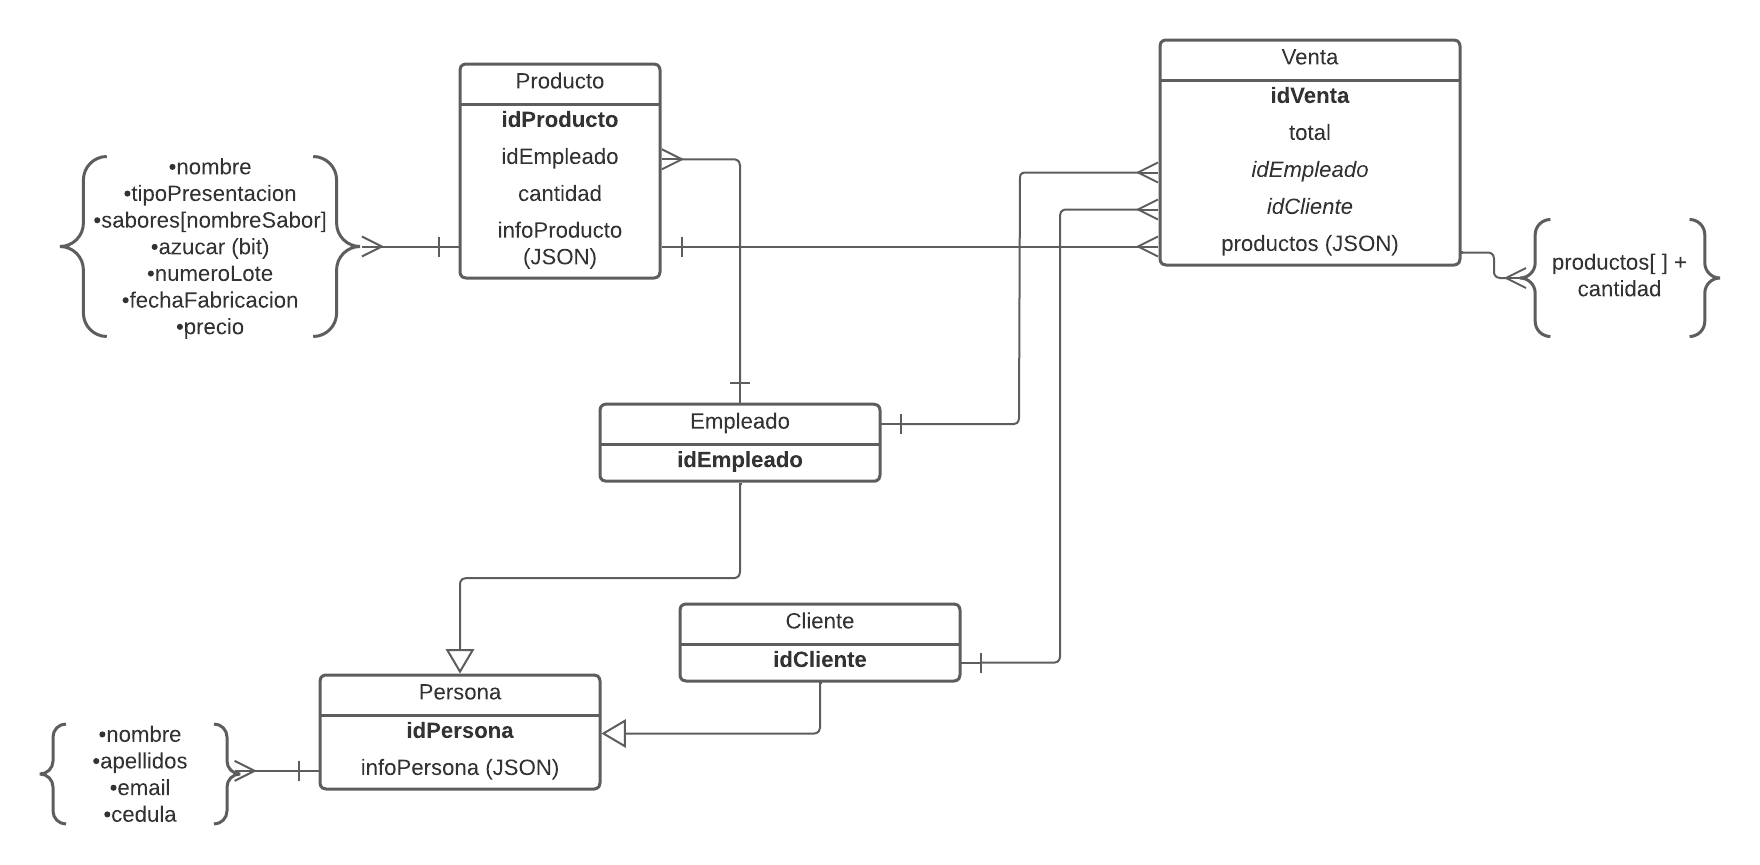 Producto
idProducto
idEmpleado
cantidad
infoProducto
(JSON)
•nombre
•tipoPresentacion
•sabores[nombreSabor]
•azucar (bit)
•numeroLote
•fechaFabricacion
•precio
Venta
idVenta
total
idEmpleado
idCliente
productos (JSON)
productos[ ] +
cantidad
Empleado
idEmpleado
Cliente
idCliente
Persona
idPersona
infoPersona (JSON)
•nombre
•apellidos
•email
•cedula